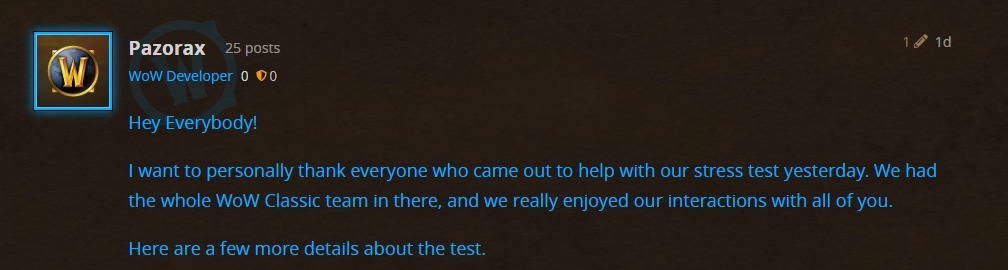 Pazorax 25 posts 1 1d
WoW Developer 0 0
Hey Everybody!
I want to personally thank everyone who came out to help with our stress test yesterday. We had
the whole WoW Classic team in there, and we really enjoyed our interactions with all of you.
Here are a few more details about the test.